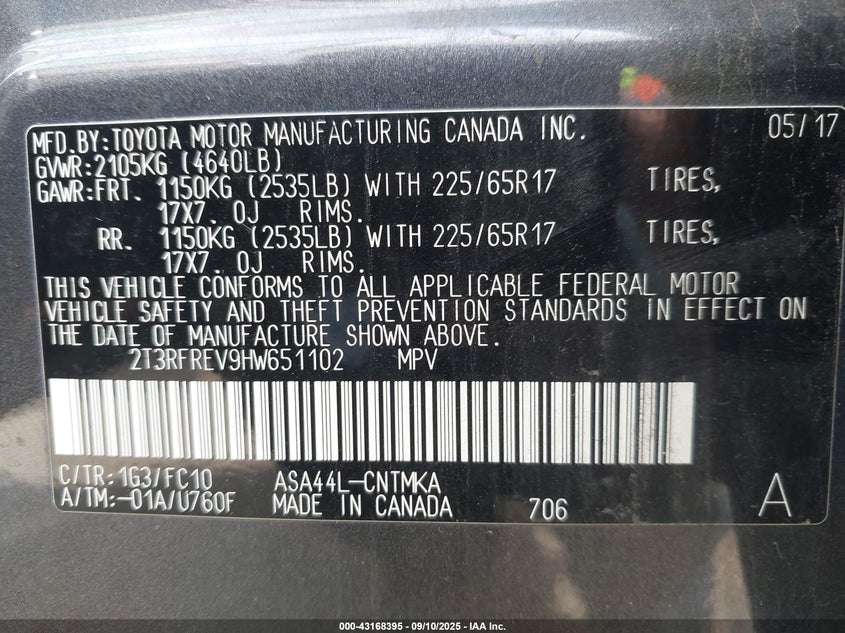 MFD.BY:TOYOTA MOTOR MANUFACTURING CANADA INC. 05/17
GVWR:2105KG (4640LB)
GAWR:FRT. 1150KG (2535LB) WITH 225/65R17 TIRES,
17X7.0J RIMS.
RR. 1150KG (2535LB) WITH 225/65R17 TIRES,
17X7.0J RIMS.
THIS VEHICLE CONFORMS TO ALL APPLICABLE FEDERAL MOTOR
VEHICLE SAFETY AND THEFT PREVENTION STANDARDS IN EFFECT ON
THE DATE OF MANUFACTURE SHOWN ABOVE.
2T3RFREV9HW651102 MPV
C/TR:1G3/FC10 ASA44L-CNTMKA
A/TM:-01A/U760F MADE IN CANADA 706 A
000-43168395 - 09/10/2025 - IAA Inc.